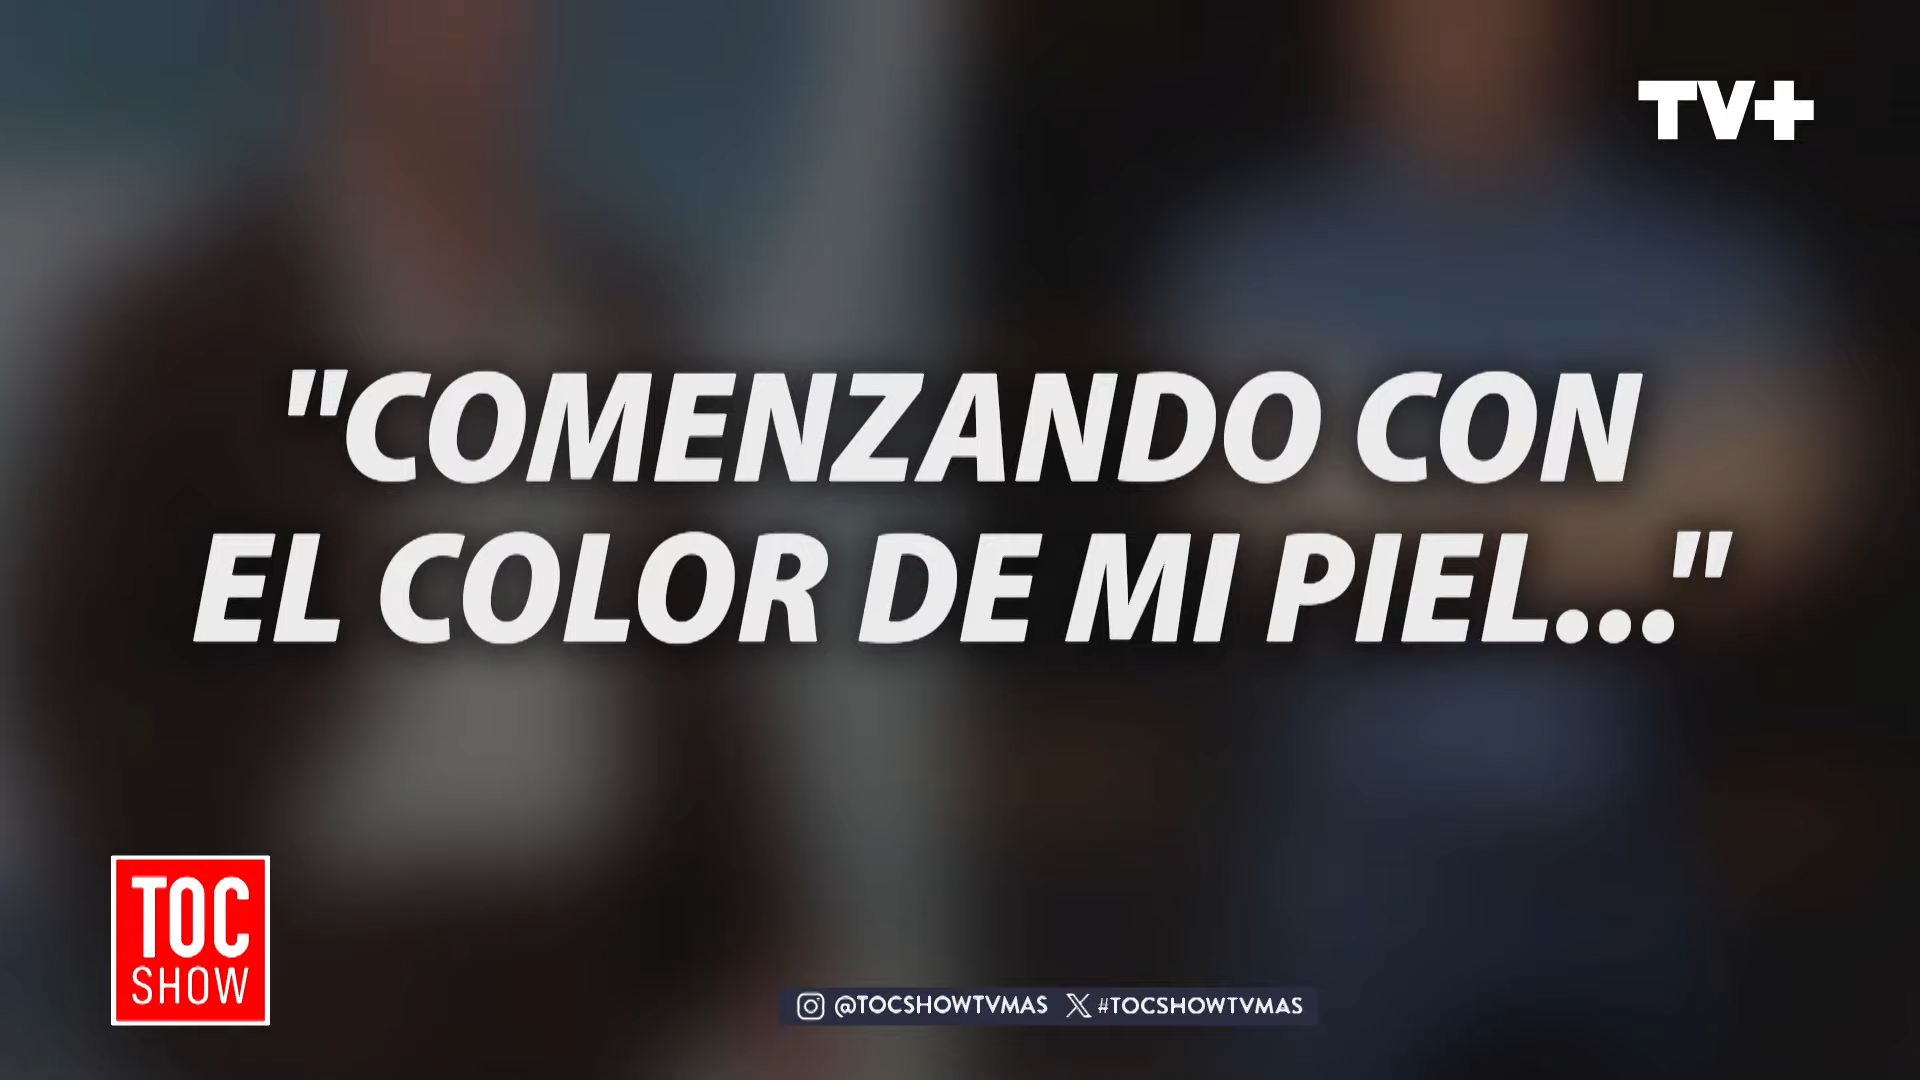 TV+
"COMENZANDO CON
EL COLOR DE MI PIEL..."
TOC
SHOW
@TOCSHOWTVMAS #TOCSHOWTVMAS